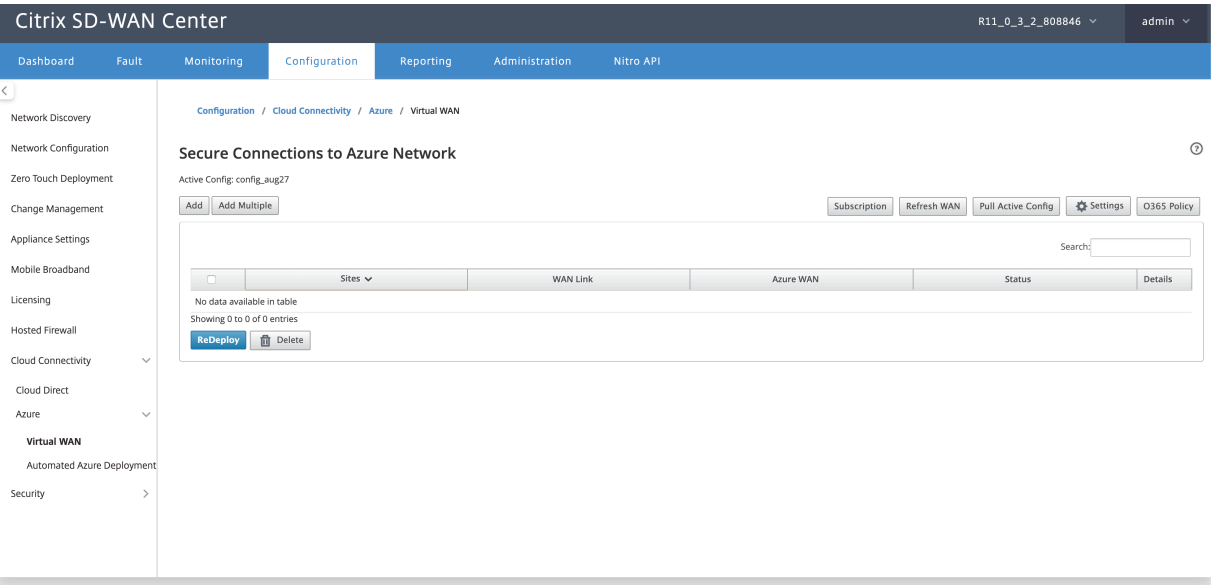 Citrix SD-WAN Center
R11_0_3_2_808846
admin
Dashboard Fault Monitoring Configuration Reporting Administration Nitro API
Network Discovery
Network Configuration
Zero Touch Deployment
Change Management
Appliance Settings
Mobile Broadband
Licensing
Hosted Firewall
Cloud Connectivity
Cloud Direct
Azure
Virtual WAN
Automated Azure Deployment
Security
Configuration / Cloud Connectivity / Azure / Virtual WAN
Secure Connections to Azure Network
Active Config: config_aug27
Add Add Multiple Subscription Refresh WAN Pull Active Config Settings O365 Policy
Search:
Sites WAN Link Azure WAN Status Details
No data available in table
Showing 0 to 0 of 0 entries
ReDeploy Delete